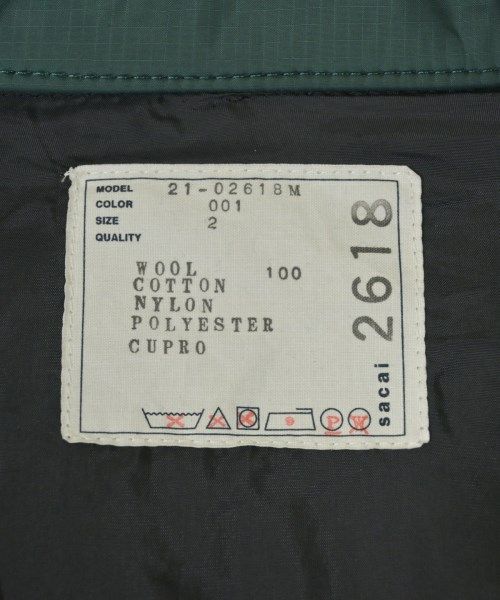 MODEL 21-02618M
COLOR 001
SIZE 2
QUALITY
WOOL 100
COTTON
NYLON
POLYESTER
CUPRO
P W
sacai 2618